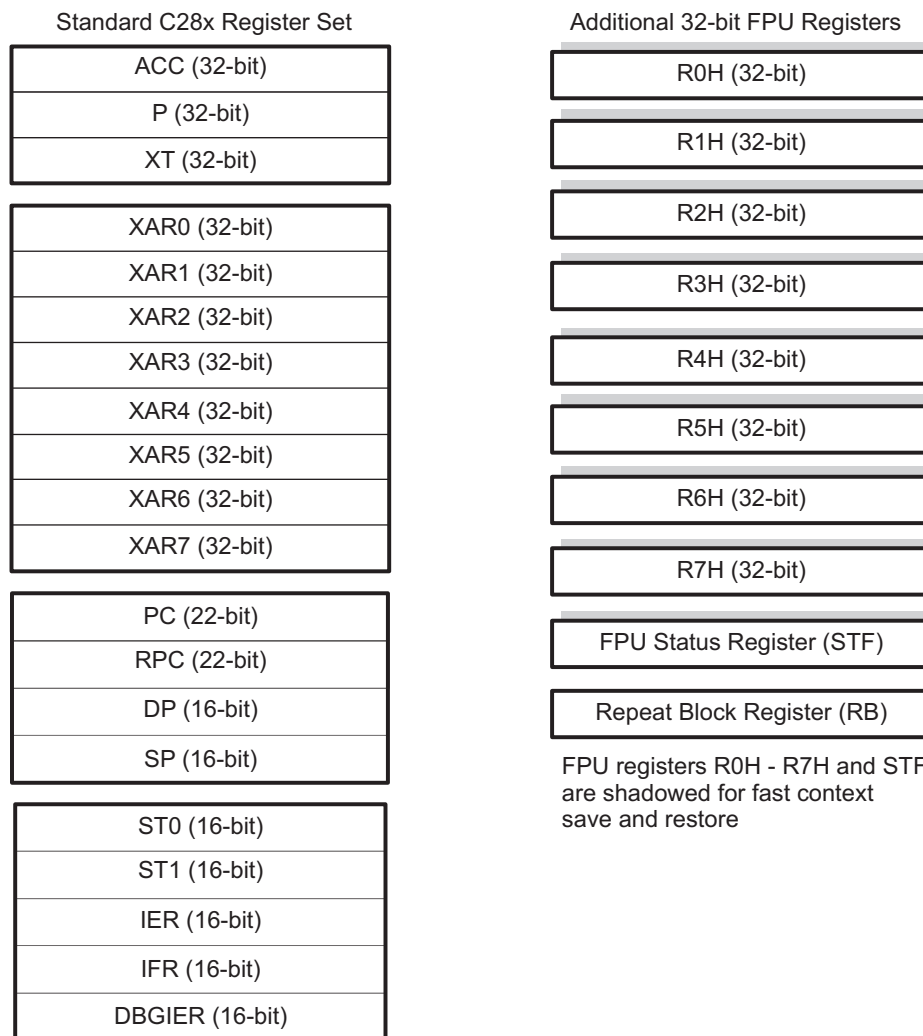 Standard C28x Register Set
ACC (32-bit)
P (32-bit)
XT (32-bit)
XAR0 (32-bit)
XAR1 (32-bit)
XAR2 (32-bit)
XAR3 (32-bit)
XAR4 (32-bit)
XAR5 (32-bit)
XAR6 (32-bit)
XAR7 (32-bit)
PC (22-bit)
RPC (22-bit)
DP (16-bit)
SP (16-bit)
ST0 (16-bit)
ST1 (16-bit)
IER (16-bit)
IFR (16-bit)
DBGIER (16-bit)
Additional 32-bit FPU Registers
R0H (32-bit)
R1H (32-bit)
R2H (32-bit)
R3H (32-bit)
R4H (32-bit)
R5H (32-bit)
R6H (32-bit)
R7H (32-bit)
FPU Status Register (STF)
Repeat Block Register (RB)
FPU registers R0H - R7H and STF
are shadowed for fast context
save and restore